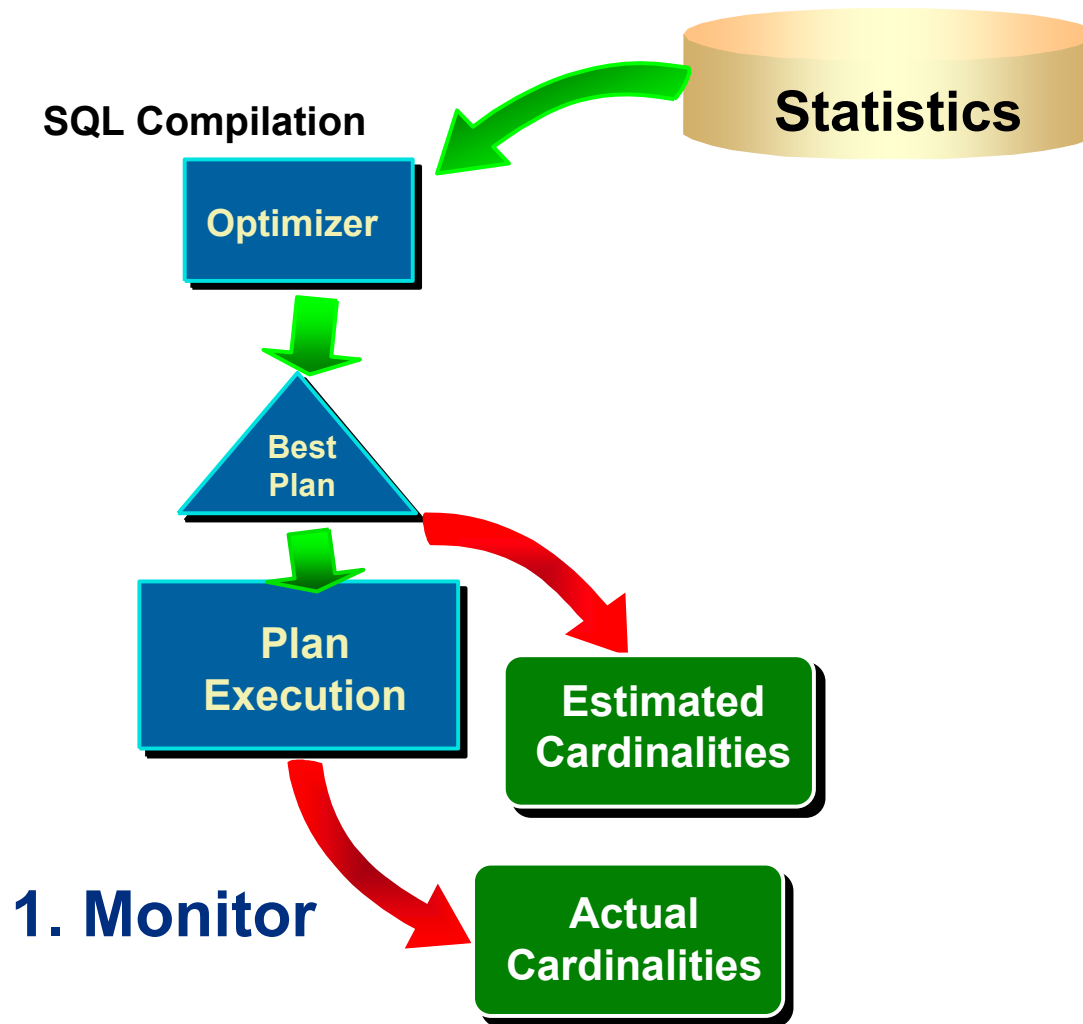 Statistics
SQL Compilation
Optimizer
Best
Plan
Plan
Execution
Estimated
Cardinalities
1. Monitor
Actual
Cardinalities